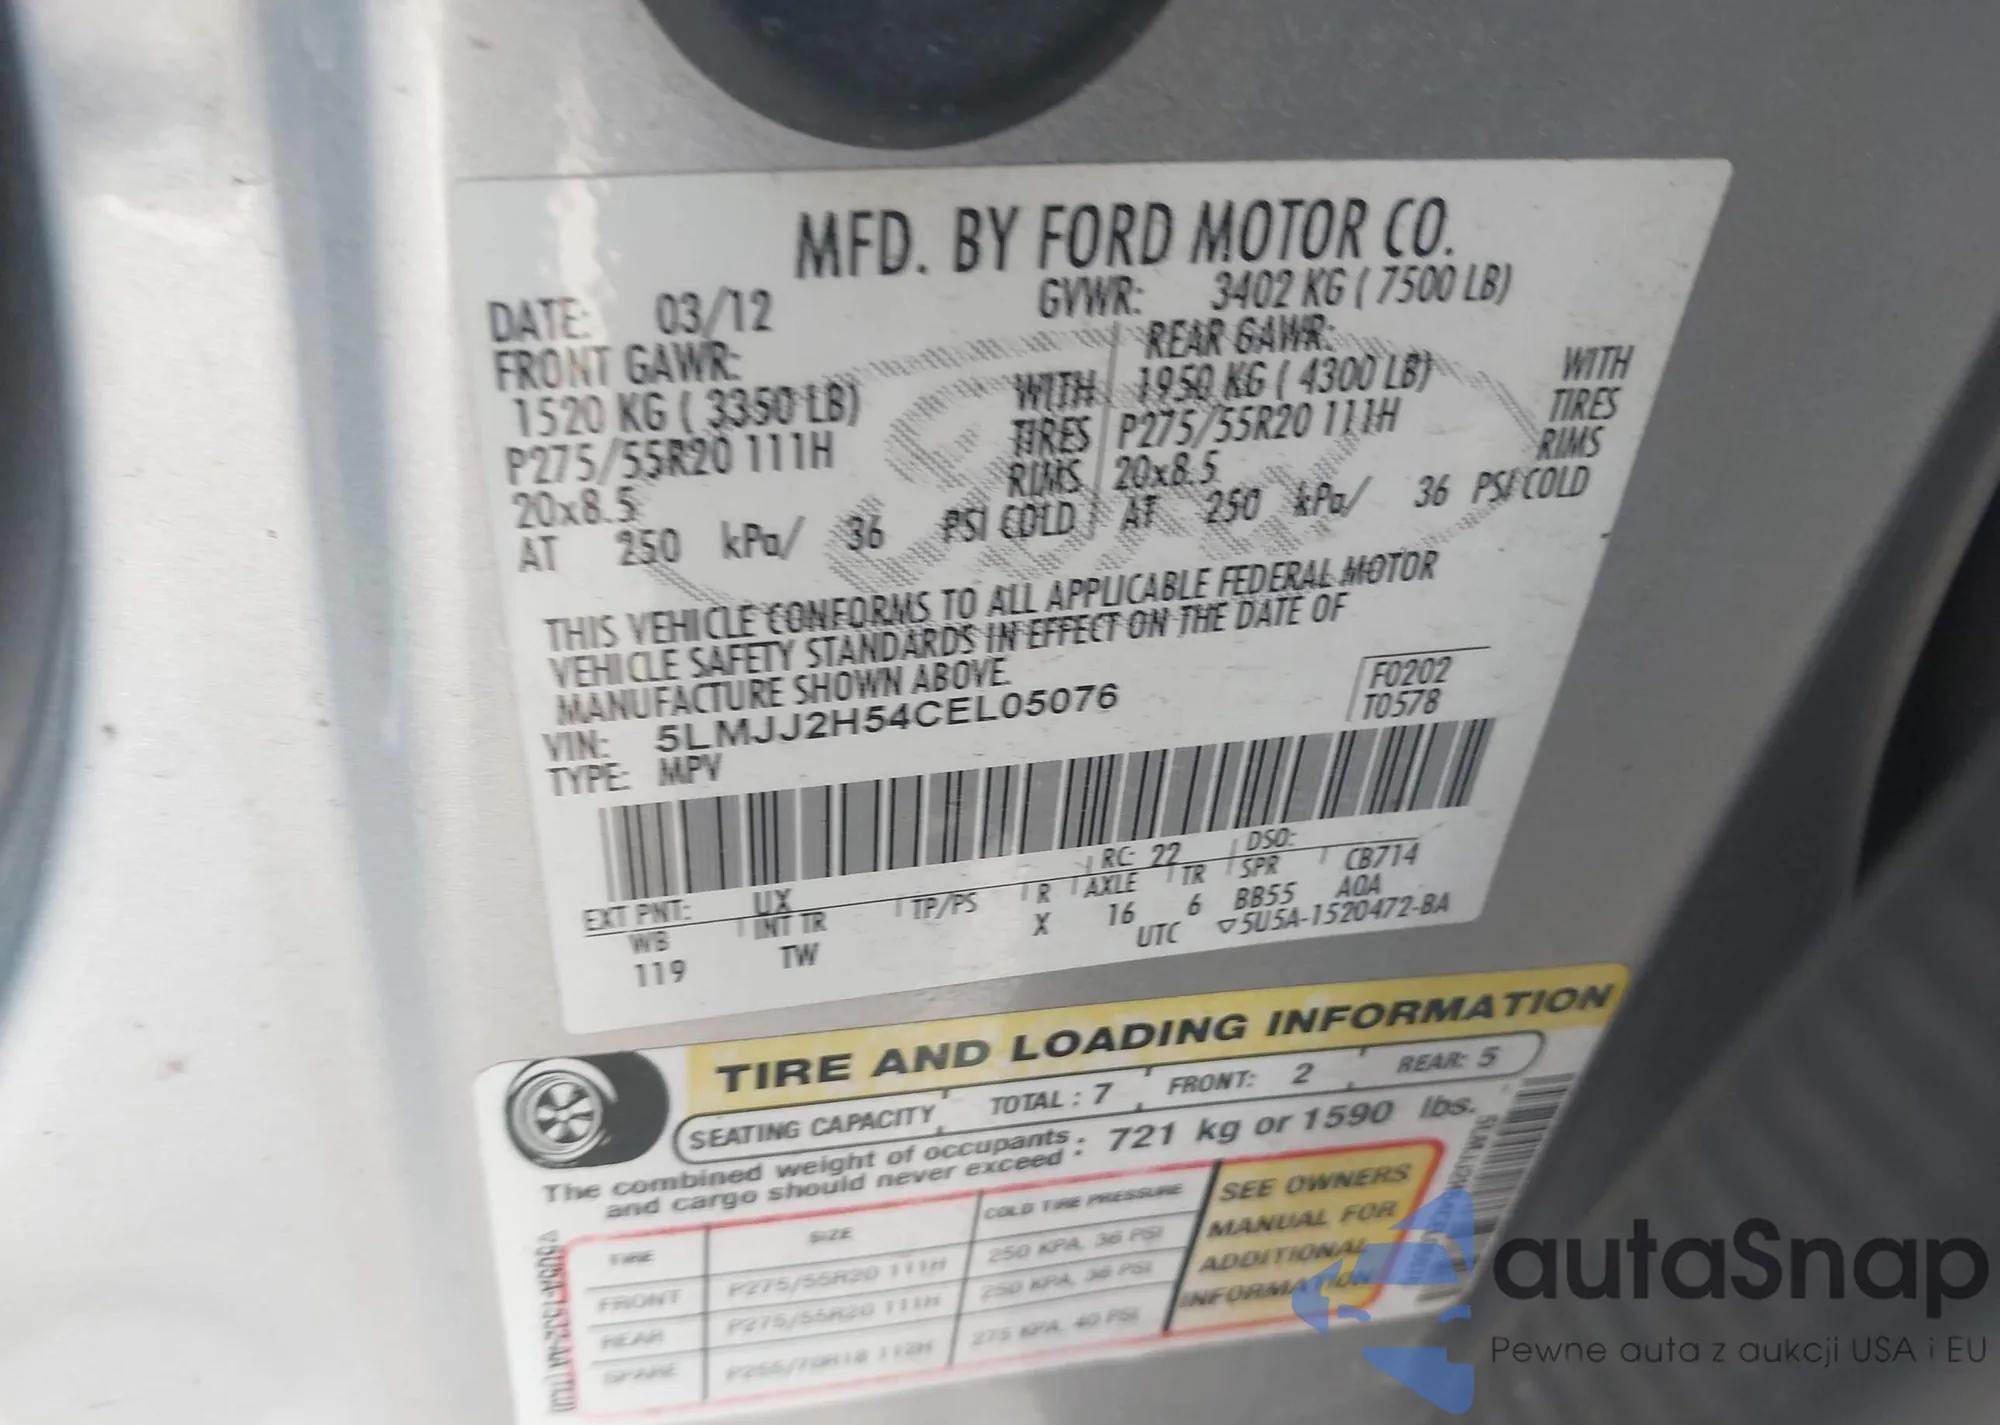 MFD. BY FORD MOTOR CO.
DATE: 03/12 GVWR: 3402 KG ( 7500 LB)
FRONT GAWR: REAR GAWR:
1520 KG ( 3350 LB) WITH 1950 KG ( 4300 LB) WITH
P275/55R20 111H TIRES P275/55R20 111H TIRES
20x8.5 RIMS 20x8.5 RIMS
AT 250 kPa/ 36 PSI COLD AT 250 kPa/ 36 PSI COLD
THIS VEHICLE CONFORMS TO ALL APPLICABLE FEDERAL MOTOR
VEHICLE SAFETY STANDARDS IN EFFECT ON THE DATE OF
MANUFACTURE SHOWN ABOVE.
VIN: 5LMJJ2H54CEL05076 F0202
TYPE: MPV T0578
EXT PNT: UX RC: 22 DSO: CB714
WB INT TR TP/PS R AXLE TR SPR AQA
119 TW X 16 6 BB55
UTC ▽5U5A-1520472-BA
TIRE AND LOADING INFORMATION
SEATING CAPACITY TOTAL : 7 FRONT: 2 REAR: 5
The combined weight of occupants
and cargo should never exceed : 721 kg or 1590 lbs.
TIRE SIZE COLD TIRE PRESSURE
FRONT P275/55R20 111H 250 KPA, 36 PSI
REAR P275/55R20 111H 250 KPA, 36 PSI
SPARE P255/70R18 112H 275 KPA, 40 PSI
SEE OWNERS
MANUAL FOR
ADDITIONAL
INFORMATION
autaSnap
Pewne auta z aukcji USA i EU